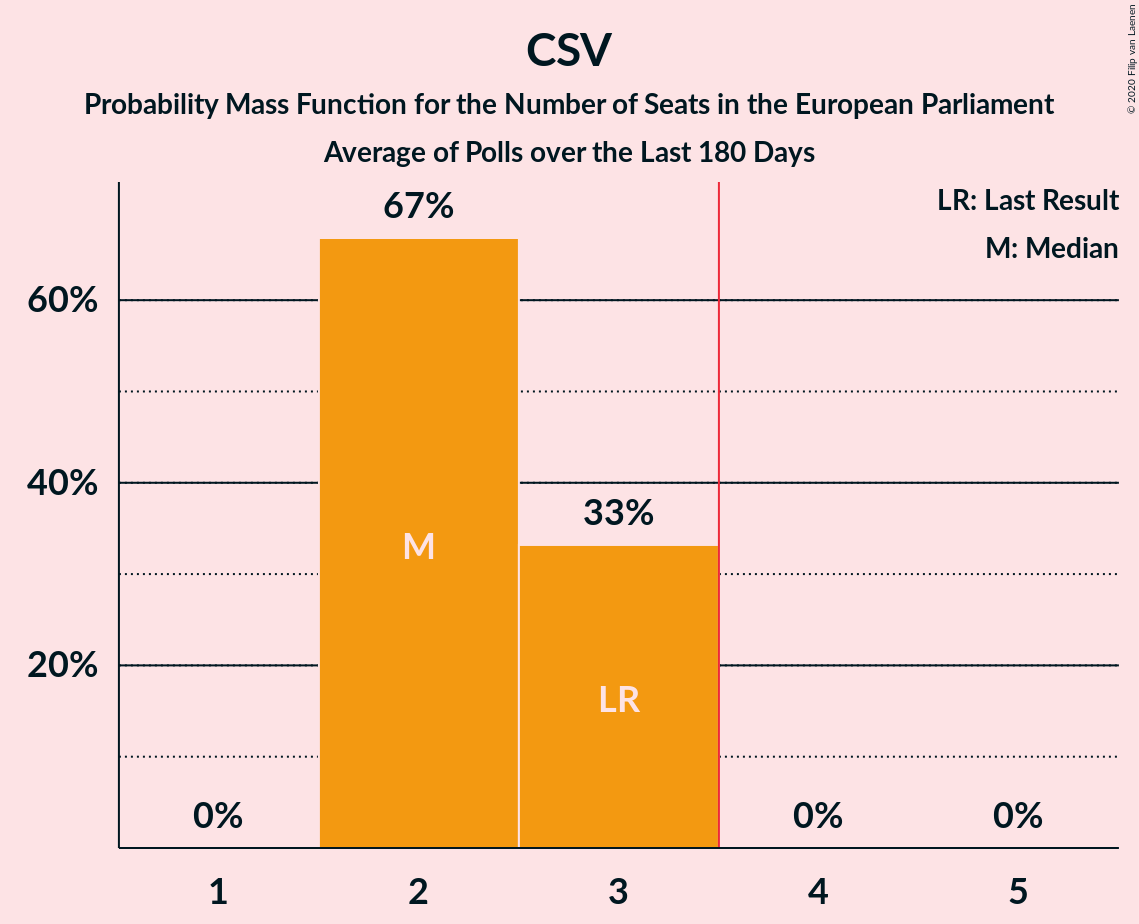 CSV
Probability Mass Function for the Number of Seats in the European Parliament
Average of Polls over the Last 180 Days
© 2020 Filip van Laenen
LR: Last Result
M: Median
67%
60%
40%
33%
M
20%
LR
0%
0%
0%
1
2
3
4
5